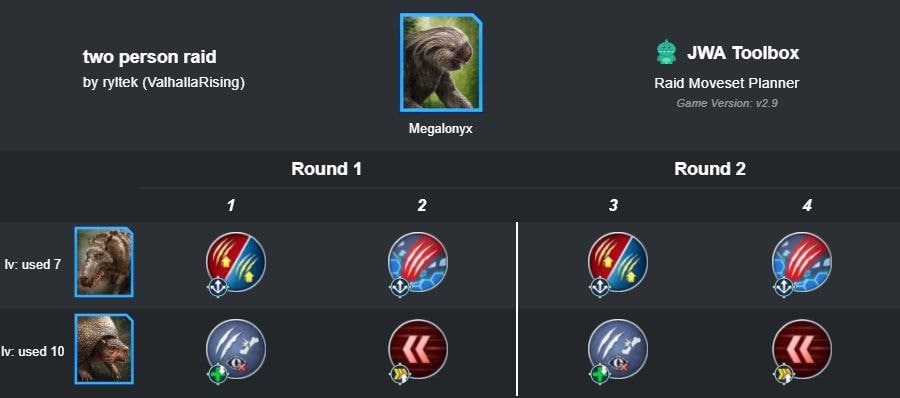 two person raid
by ryltek (ValhallaRising)
Megalonyx
JWA Toolbox
Raid Moveset Planner
Game Version: v2.9
Round 1
Round 2
1
2
3
4
lv: used 7
lv: used 10